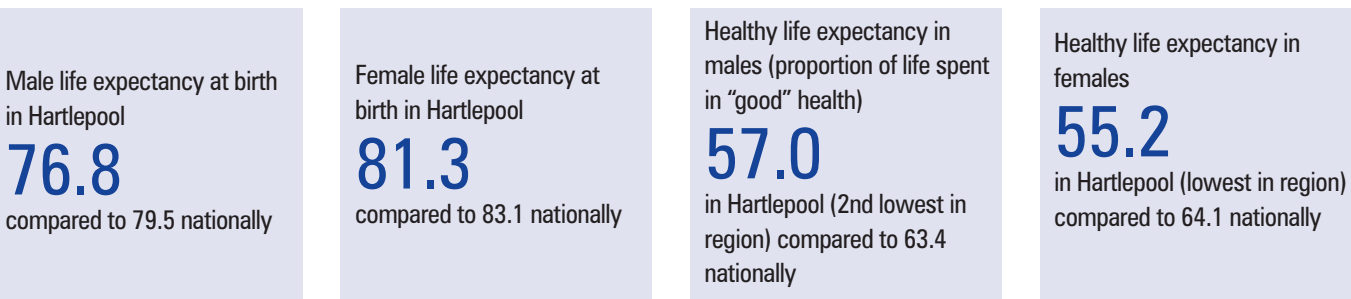 Male life expectancy at birth
in Hartlepool
76.8
compared to 79.5 nationally
Female life expectancy at
birth in Hartlepool
81.3
compared to 83.1 nationally
Healthy life expectancy in
males (proportion of life spent
in “good” health)
57.0
in Hartlepool (2nd lowest in
region) compared to 63.4
nationally
Healthy life expectancy in
females
55.2
in Hartlepool (lowest in region)
compared to 64.1 nationally